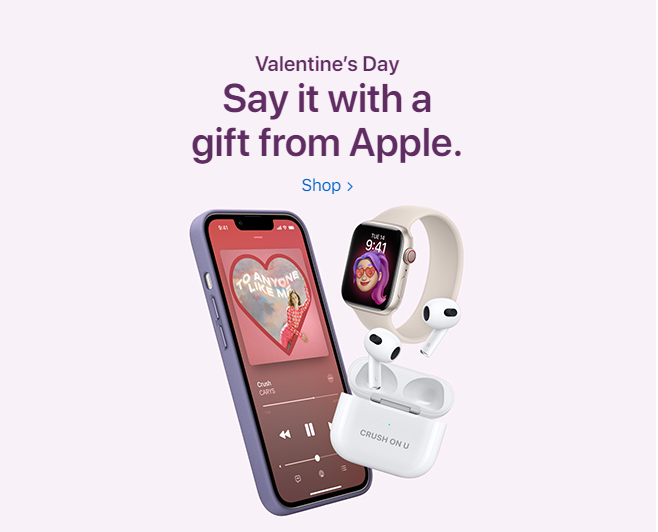 Valentine’s Day
Say it with a
gift from Apple.
Shop >
9:41
TUE 14
9:41
TO ANYONE
LIKE ME
Crush
CARYS
CRUSH ON U